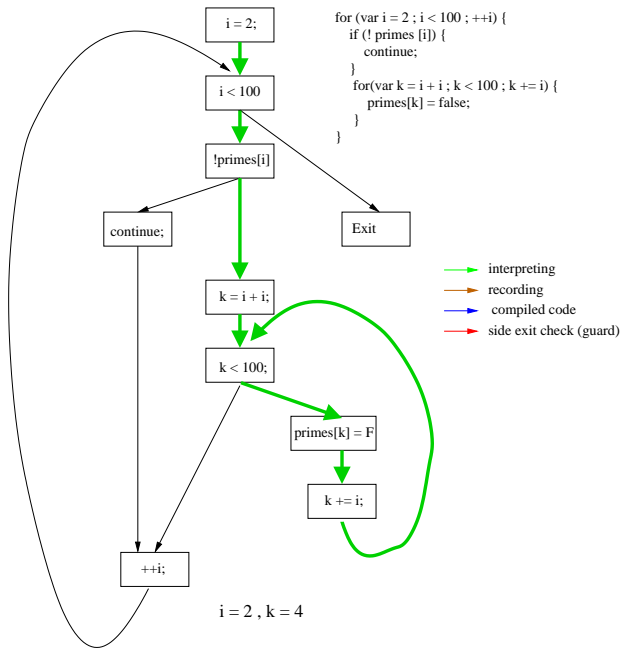 i = 2;
for (var i = 2 ; i < 100 ; ++i) {
if (! primes [i]) {
continue;
}
for(var k = i + i ; k < 100 ; k += i) {
primes[k] = false;
}
}
i < 100
!primes[i]
continue;
Exit
interpreting
recording
compiled code
side exit check (guard)
k = i + i;
k < 100;
primes[k] = F
k += i;
++i;
i = 2 , k = 4